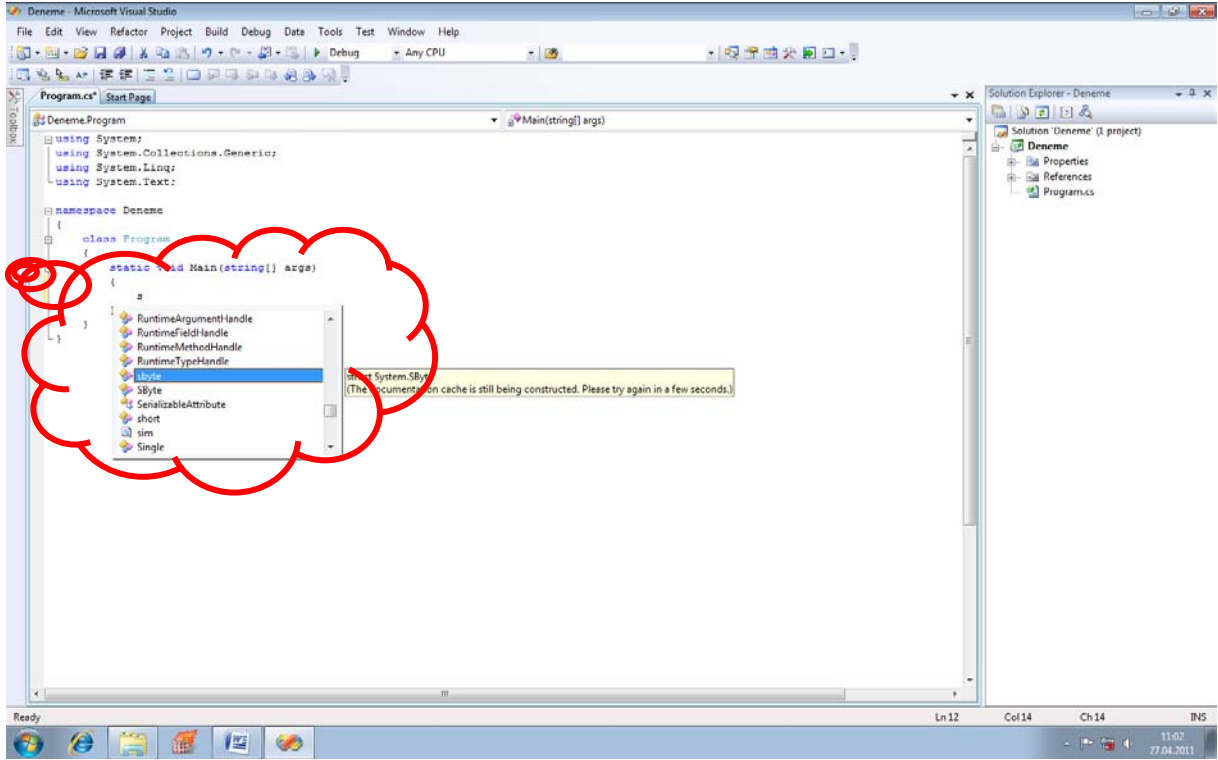 Deneme - Microsoft Visual Studio
File Edit View Refactor Project Build Debug Data Tools Test Window Help
Debug Any CPU
Toolbox
Program.cs* Start Page
Deneme.Program Main(string[] args)
using System;
using System.Collections.Generic;
using System.Linq;
using System.Text;
namespace Deneme
{
class Program
{
static void Main(string[] args)
{
s
}
}
}
RuntimeArgumentHandle
RuntimeFieldHandle
RuntimeMethodHandle
RuntimeTypeHandle
sbyte
SByte
SerializableAttribute
short
sim
Single
struct System.SByte
(The documentation cache is still being constructed. Please try again in a few seconds.)
Solution Explorer - Deneme
Solution 'Deneme' (1 project)
Deneme
Properties
References
Program.cs
Ready Ln 12 Col 14 Ch 14 INS
11:02
27.04.2011